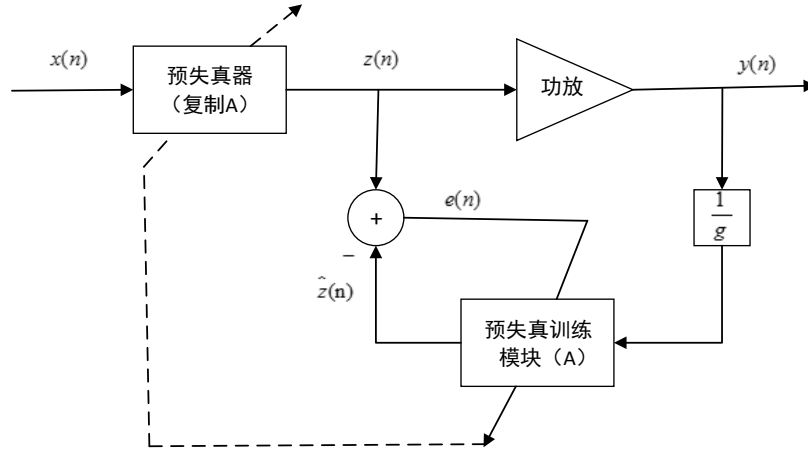 x(n)
预失真器
（复制A）
z(n)
功放
y(n)
+
e(n)
1
g
−
ẑ(n)
预失真训练
模块（A）